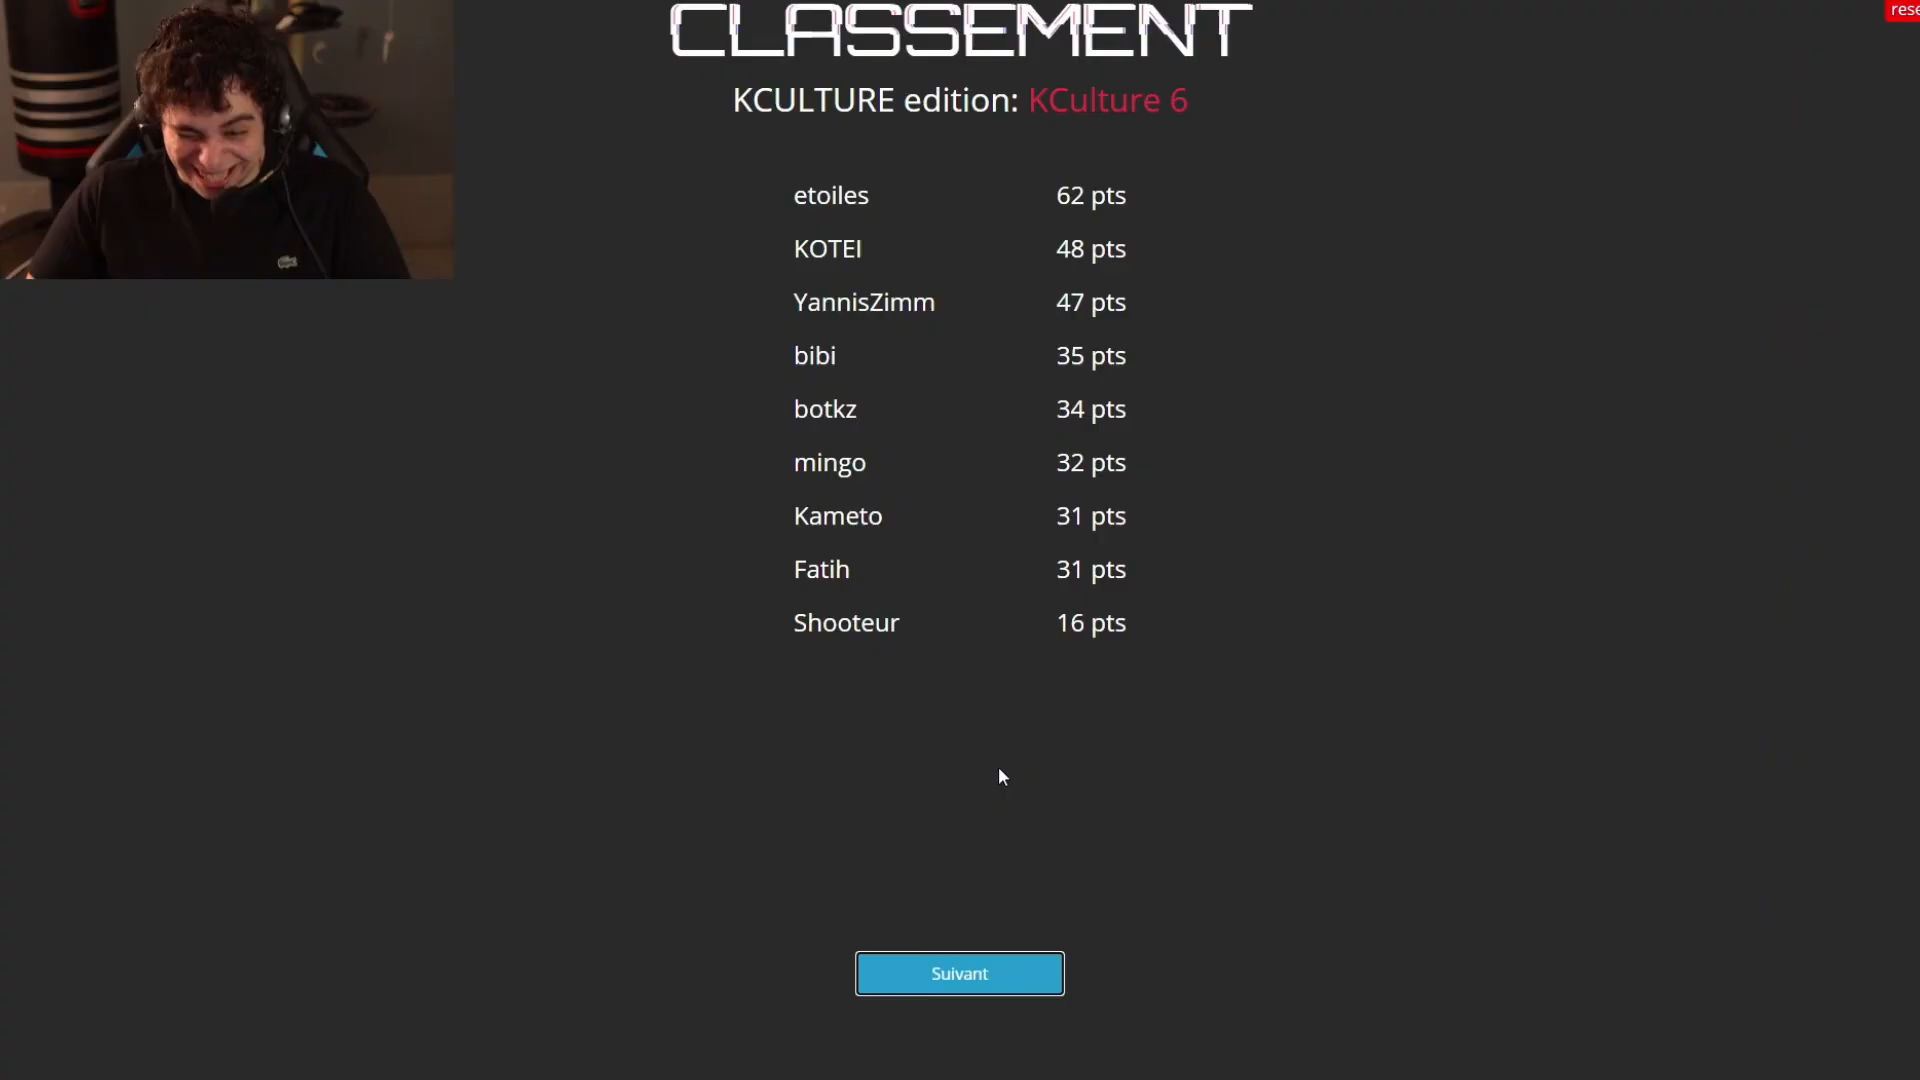 CLASSEMENT
rese
KCULTURE edition: KCulture 6
etoiles 62 pts
KOTEI 48 pts
YannisZimm 47 pts
bibi 35 pts
botkz 34 pts
mingo 32 pts
Kameto 31 pts
Fatih 31 pts
Shooteur 16 pts
Suivant